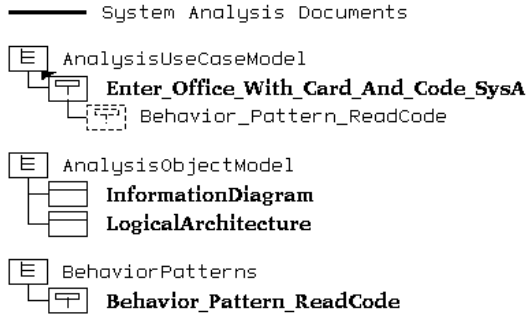 System Analysis Documents
AnalysisUseCaseModel
Enter_Office_With_Card_And_Code_SysA
Behavior_Pattern_ReadCode
AnalysisObjectModel
InformationDiagram
LogicalArchitecture
BehaviorPatterns
Behavior_Pattern_ReadCode